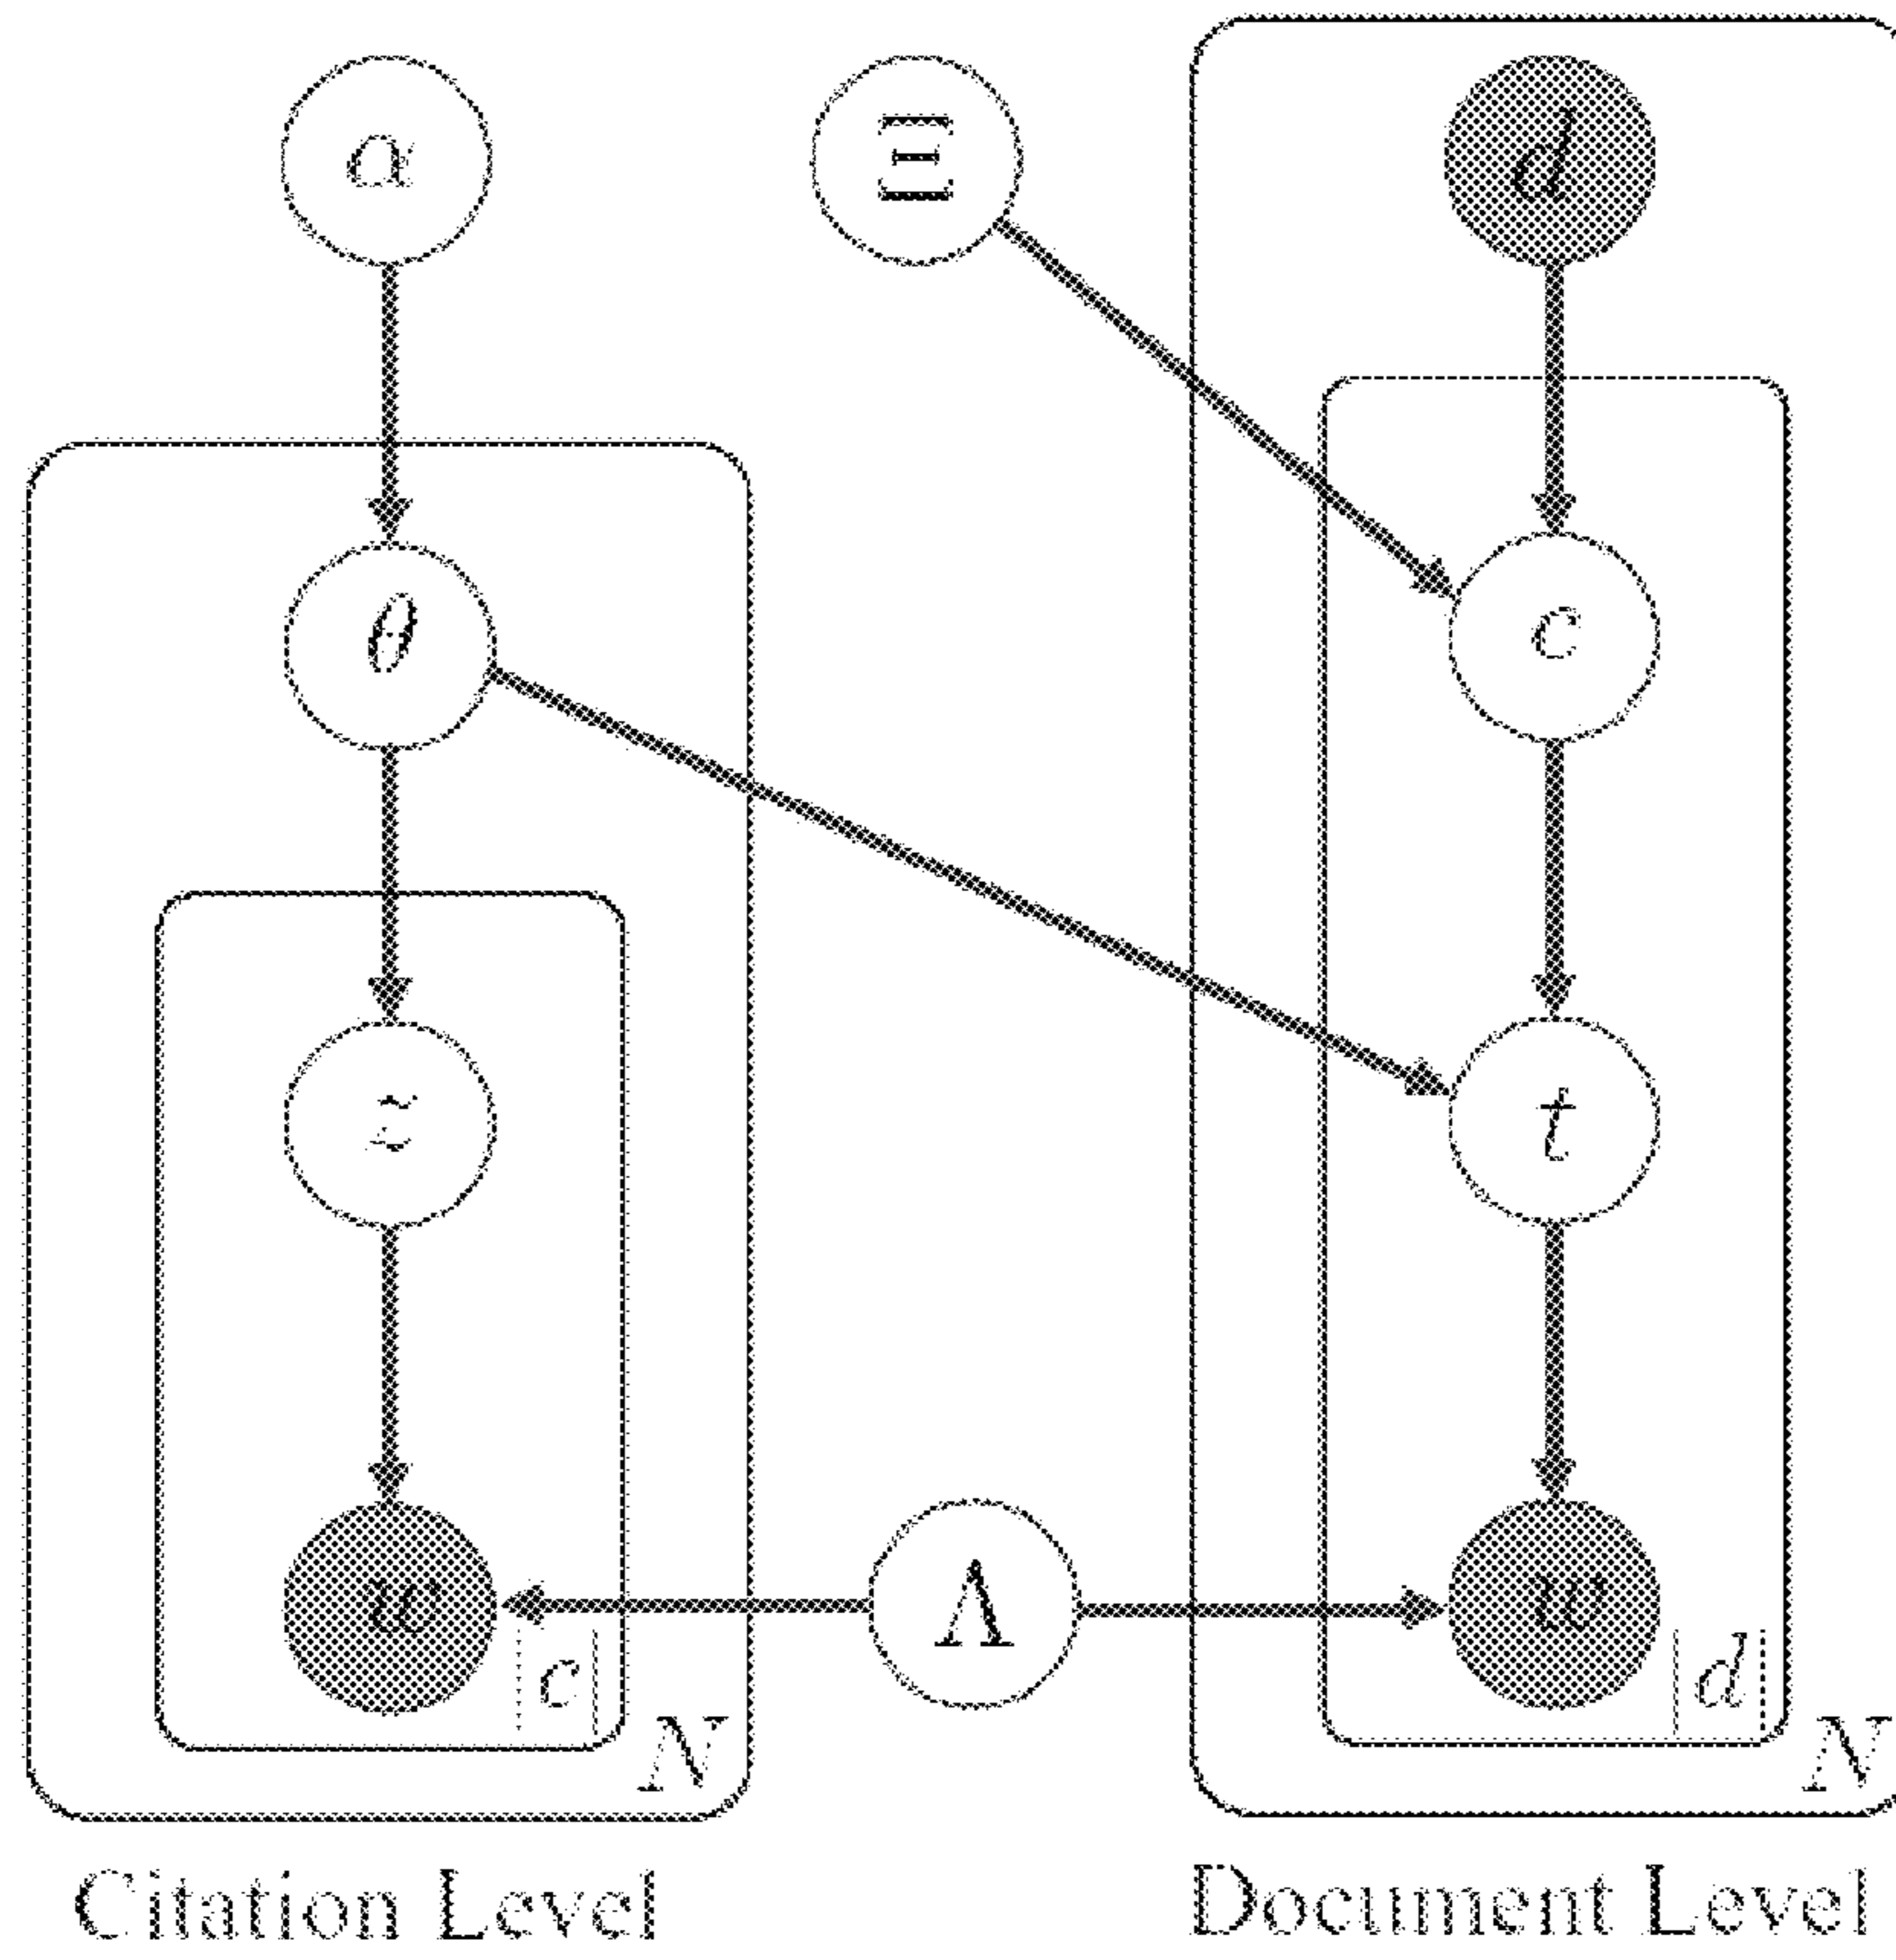 α
Ξ
d
θ
c
z
t
w
Λ
w
|c|
|d|
N
N
Citation Level
Document Level